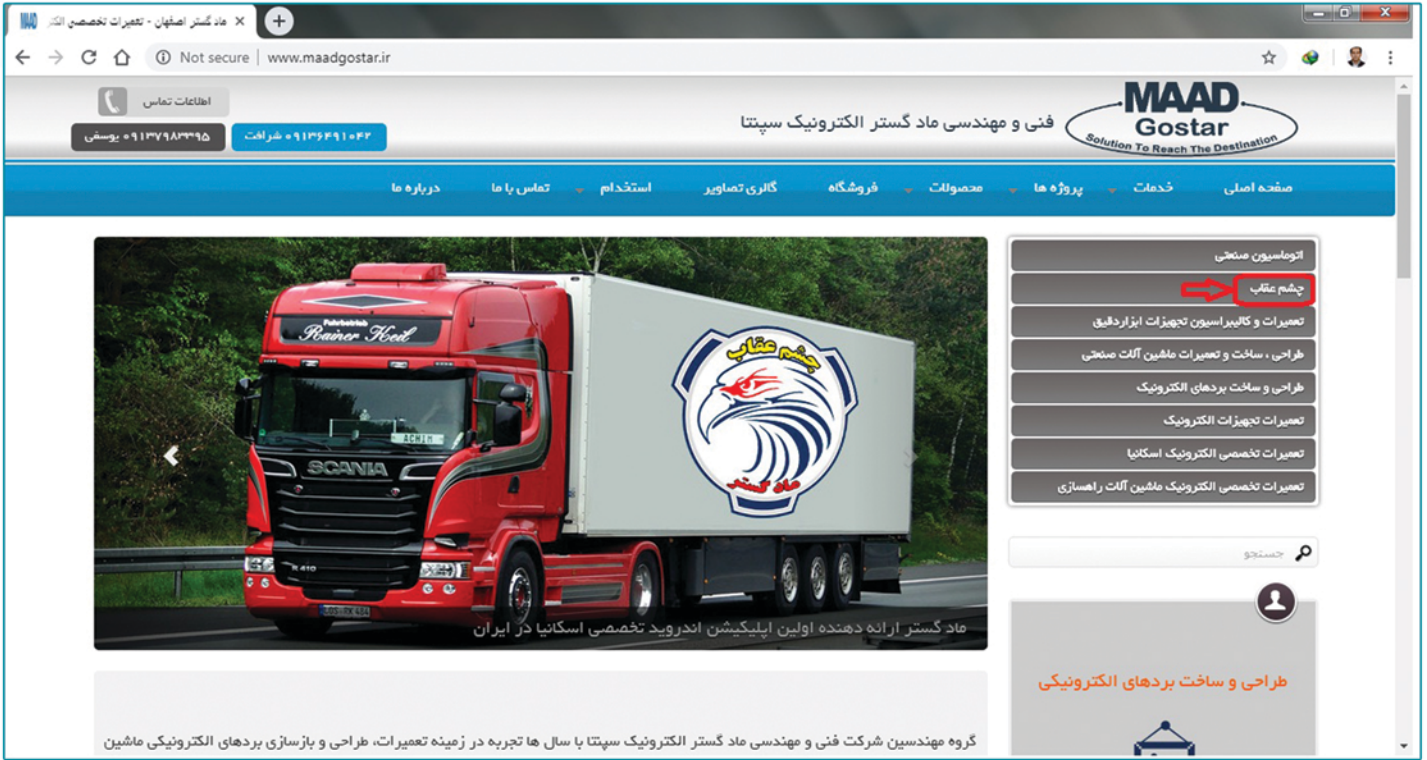 ماد گستر اصفهان - تعمیرات تخصصی الکتر
Not secure | www.maadgostar.ir
MAAD
Gostar
Solution To Reach The Destination
فنی و مهندسی ماد گستر الکترونیک سپنتا
اطلاعات تماس
۰۹۱۳۶۴۹۱۰۴۲ شرافت
۰۹۱۳۷۹۸۳۳۹۵ یوسفی
صفحه اصلی خدمات پروژه ها محصولات فروشگاه گالری تصاویر استخدام تماس با ما درباره ما
اتوماسیون صنعتی
چشم عقاب
تعمیرات و کالیبراسیون تجهیزات ابزاردقیق
طراحی ، ساخت و تعمیرات ماشین آلات صنعتی
طراحی و ساخت بردهای الکترونیک
تعمیرات تجهیزات الکترونیک
تعمیرات تخصصی الکترونیک اسکانیا
تعمیرات تخصصی الکترونیک ماشین آلات راهسازی
Fuhrbetrieb
Rainer Keil
ACHIM
SCANIA
R 410
چشم عقاب
ماد گستر
ماد گستر ارائه دهنده اولین اپلیکیشن اندروید تخصصی اسکانیا در ایران
جستجو
طراحی و ساخت بردهای الکترونیکی
گروه مهندسین شرکت فنی و مهندسی ماد گستر الکترونیک سپنتا با سال ها تجربه در زمینه تعمیرات، طراحی و بازسازی بردهای الکترونیکی ماشین